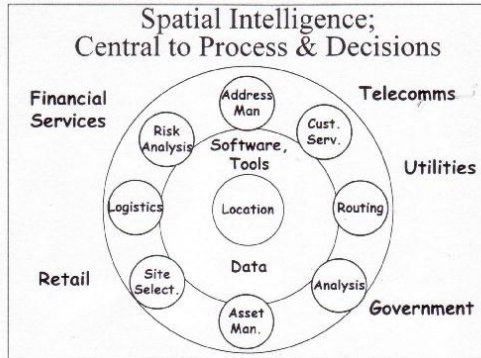 Spatial Intelligence;
Central to Process & Decisions
Financial
Services
Telecomms
Utilities
Address
Man
Risk
Analysis
Cust.
Serv.
Software,
Tools
Logistics
Location
Routing
Retail
Data
Site
Select.
Analysis
Asset
Man.
Government